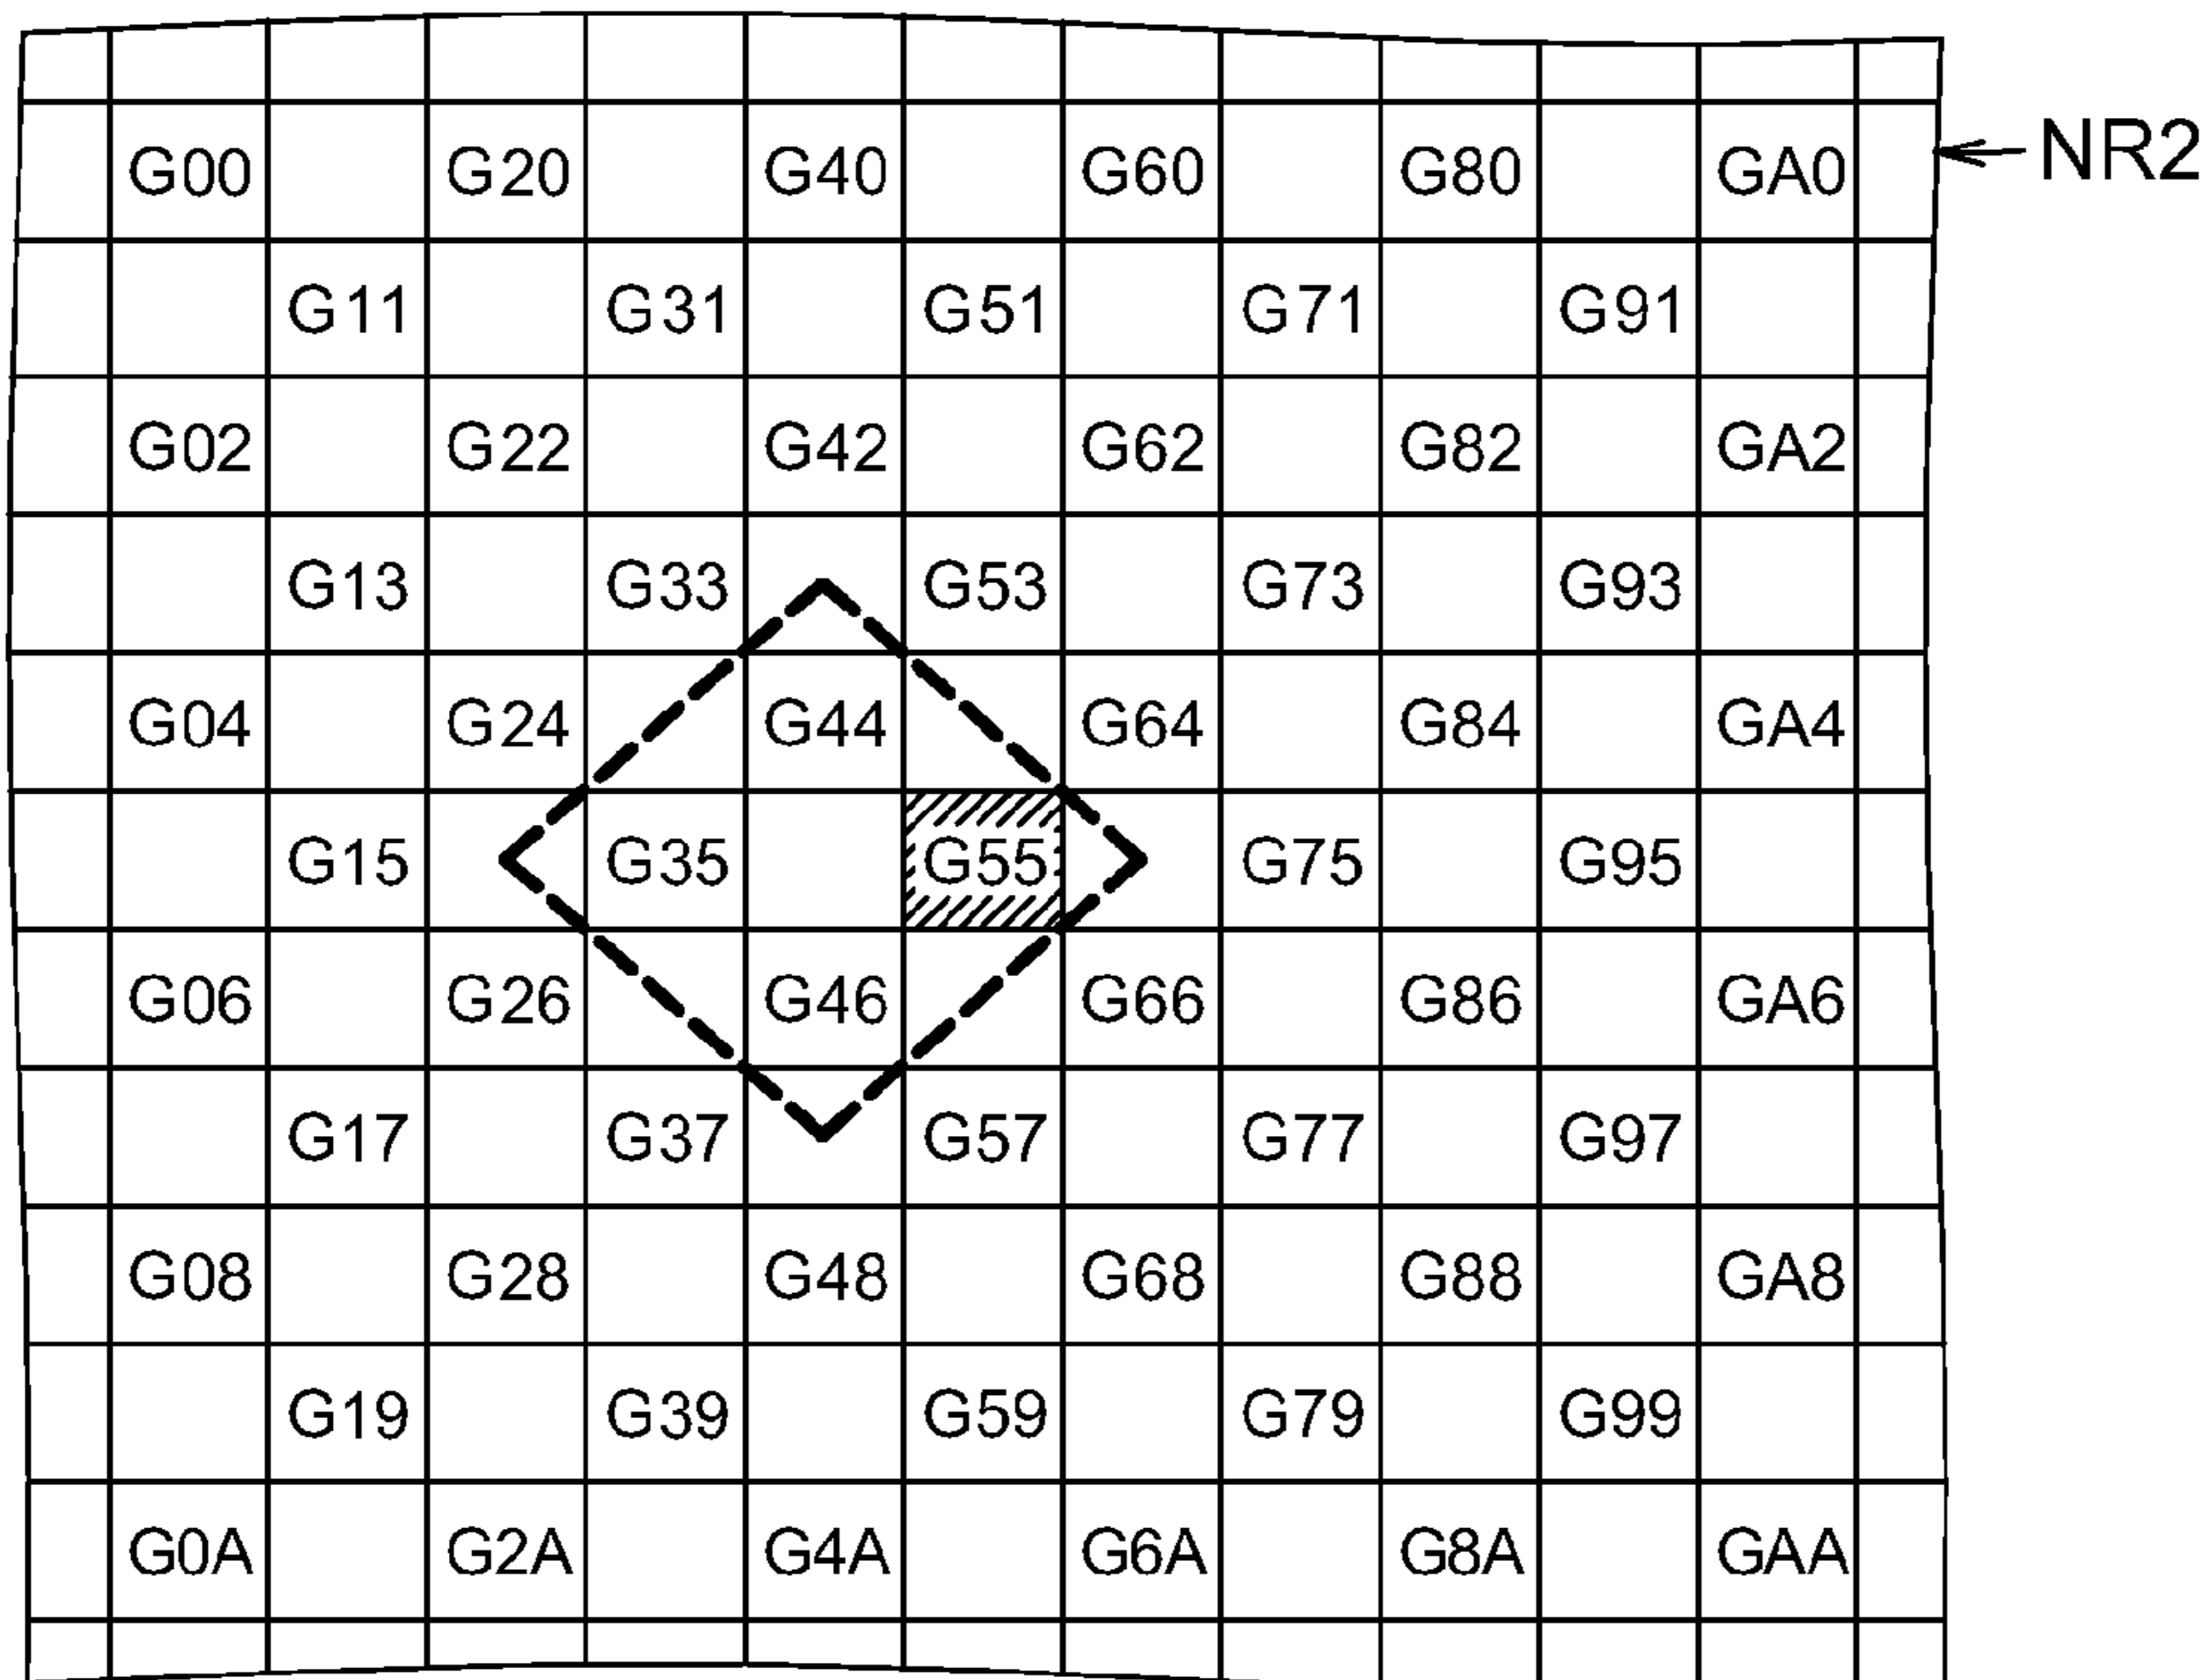 G00 G20 G40 G60 G80 GA0 NR2
G11 G31 G51 G71 G91
G02 G22 G42 G62 G82 GA2
G13 G33 G53 G73 G93
G04 G24 G44 G64 G84 GA4
G15 G35 G55 G75 G95
G06 G26 G46 G66 G86 GA6
G17 G37 G57 G77 G97
G08 G28 G48 G68 G88 GA8
G19 G39 G59 G79 G99
G0A G2A G4A G6A G8A GAA